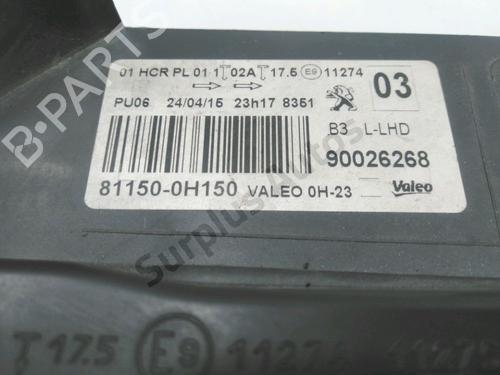 01 HCR PL 01 1 02A 17.5 E9 11274
03
PU06 24/04/15 23h17 8351
B3 L-LHD
90026268
81150-0H150 VALEO 0H-23
Valeo
B-PARTS
Surplus Autos
17.5 E9 11274